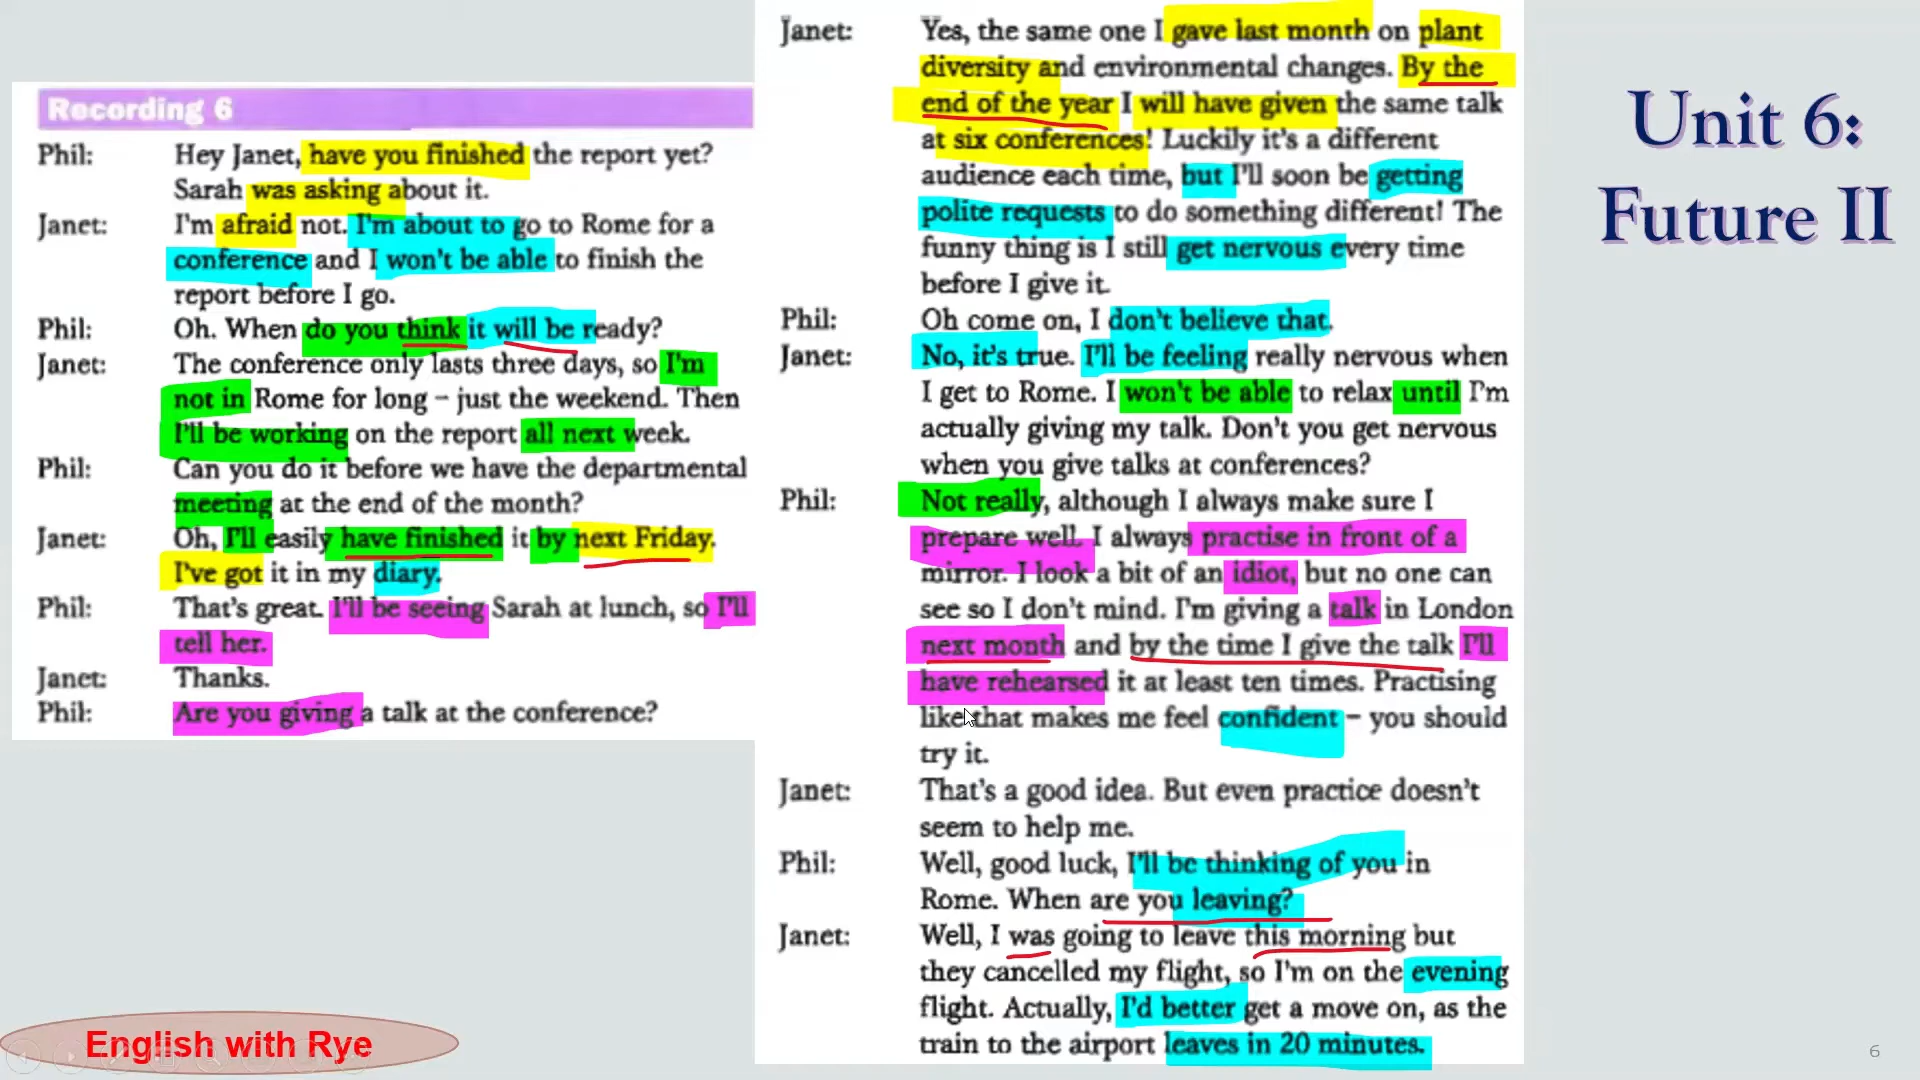 Recording 6
Phil: Hey Janet, have you finished the report yet?
Sarah was asking about it.
Janet: I'm afraid not. I'm about to go to Rome for a
conference and I won't be able to finish the
report before I go.
Phil: Oh. When do you think it will be ready?
Janet: The conference only lasts three days, so I'm
not in Rome for long – just the weekend. Then
I'll be working on the report all next week.
Phil: Can you do it before we have the departmental
meeting at the end of the month?
Janet: Oh, I'll easily have finished it by next Friday.
I've got it in my diary.
Phil: That's great. I'll be seeing Sarah at lunch, so I'll
tell her.
Janet: Thanks.
Phil: Are you giving a talk at the conference?
Janet: Yes, the same one I gave last month on plant
diversity and environmental changes. By the
end of the year I will have given the same talk
at six conferences! Luckily it's a different
audience each time, but I'll soon be getting
polite requests to do something different! The
funny thing is I still get nervous every time
before I give it.
Phil: Oh come on, I don't believe that.
Janet: No, it's true. I'll be feeling really nervous when
I get to Rome. I won't be able to relax until I'm
actually giving my talk. Don't you get nervous
when you give talks at conferences?
Phil: Not really, although I always make sure I
prepare well. I always practise in front of a
mirror. I look a bit of an idiot, but no one can
see so I don't mind. I'm giving a talk in London
next month and by the time I give the talk I'll
have rehearsed it at least ten times. Practising
like that makes me feel confident – you should
try it.
Janet: That's a good idea. But even practice doesn't
seem to help me.
Phil: Well, good luck, I'll be thinking of you in
Rome. When are you leaving?
Janet: Well, I was going to leave this morning but
they cancelled my flight, so I'm on the evening
flight. Actually, I'd better get a move on, as the
train to the airport leaves in 20 minutes.
Unit 6:
Future II
English with Rye
6